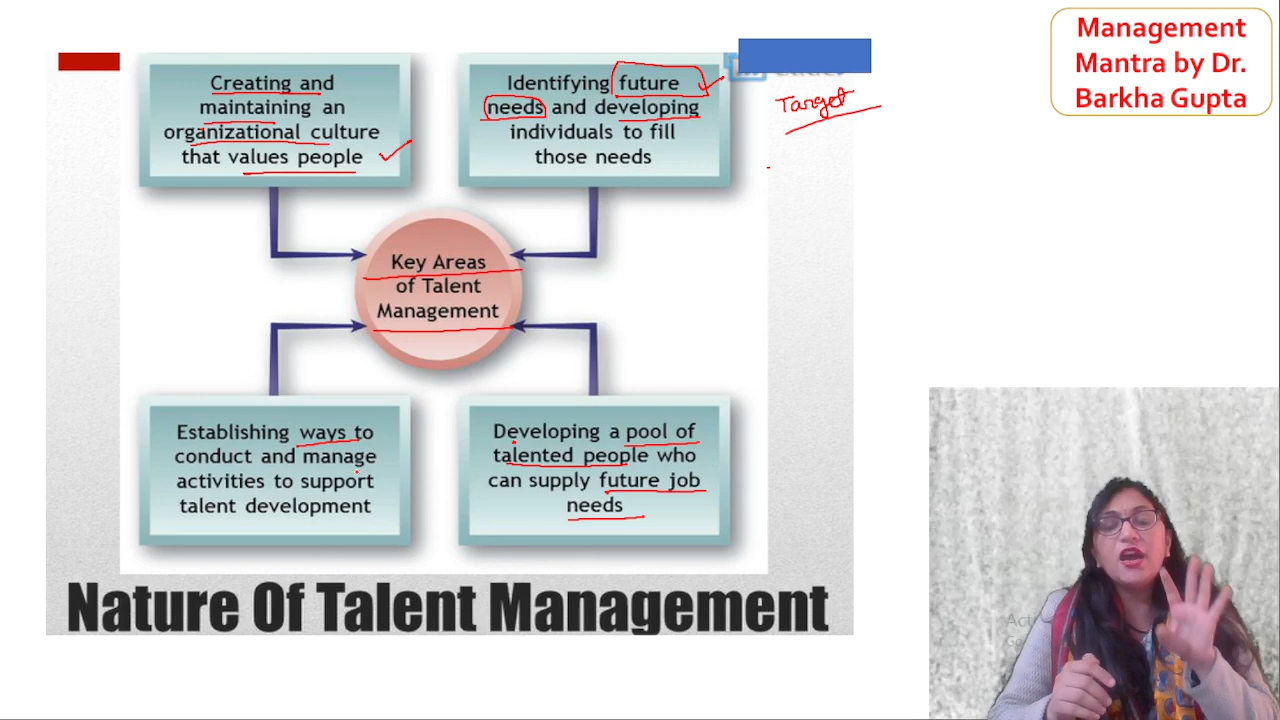 Management
Mantra by Dr.
Barkha Gupta
Creating and
maintaining an
organizational culture
that values people
Identifying future
needs and developing
individuals to fill
those needs
Target
Key Areas
of Talent
Management
Establishing ways to
conduct and manage
activities to support
talent development
Developing a pool of
talented people who
can supply future job
needs
Nature Of Talent Management